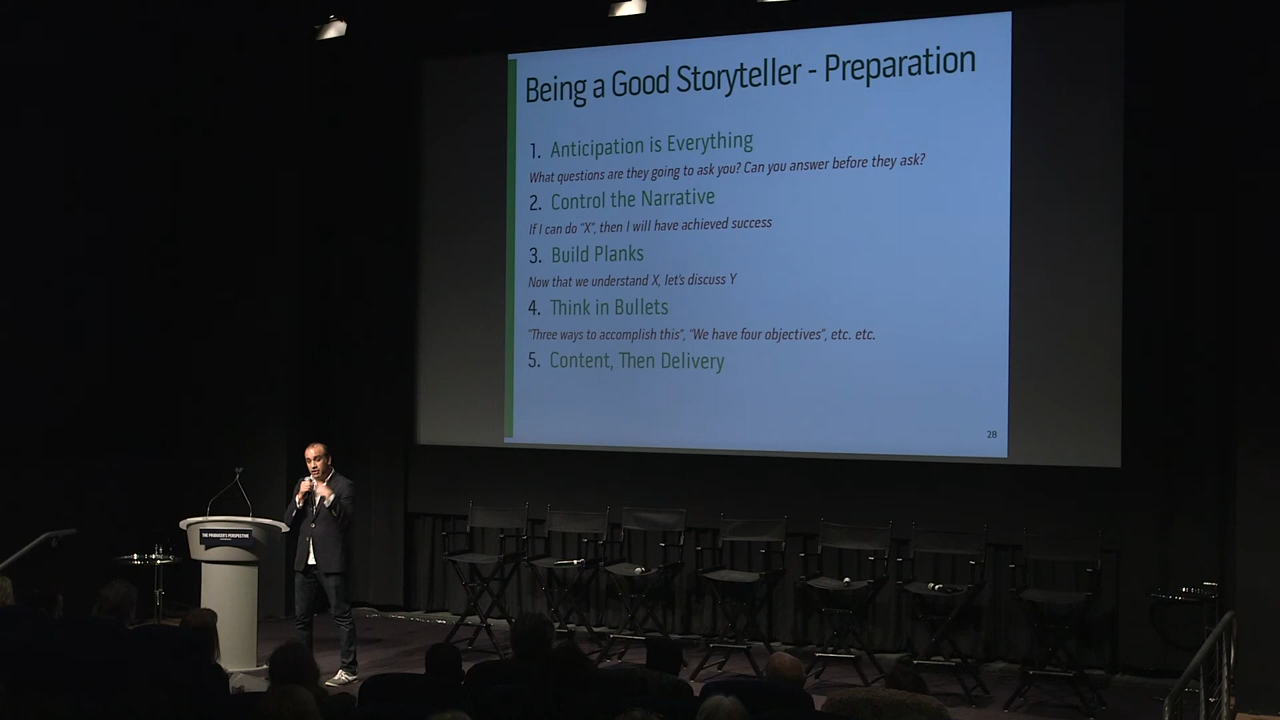 Being a Good Storyteller - Preparation
1. Anticipation is Everything
What questions are they going to ask you? Can you answer before they ask?
2. Control the Narrative
If I can do "X", then I will have achieved success
3. Build Planks
Now that we understand X, let's discuss Y
4. Think in Bullets
"Three ways to accomplish this", "We have four objectives", etc. etc.
5. Content, Then Delivery
28
THE PRODUCER'S PERSPECTIVE